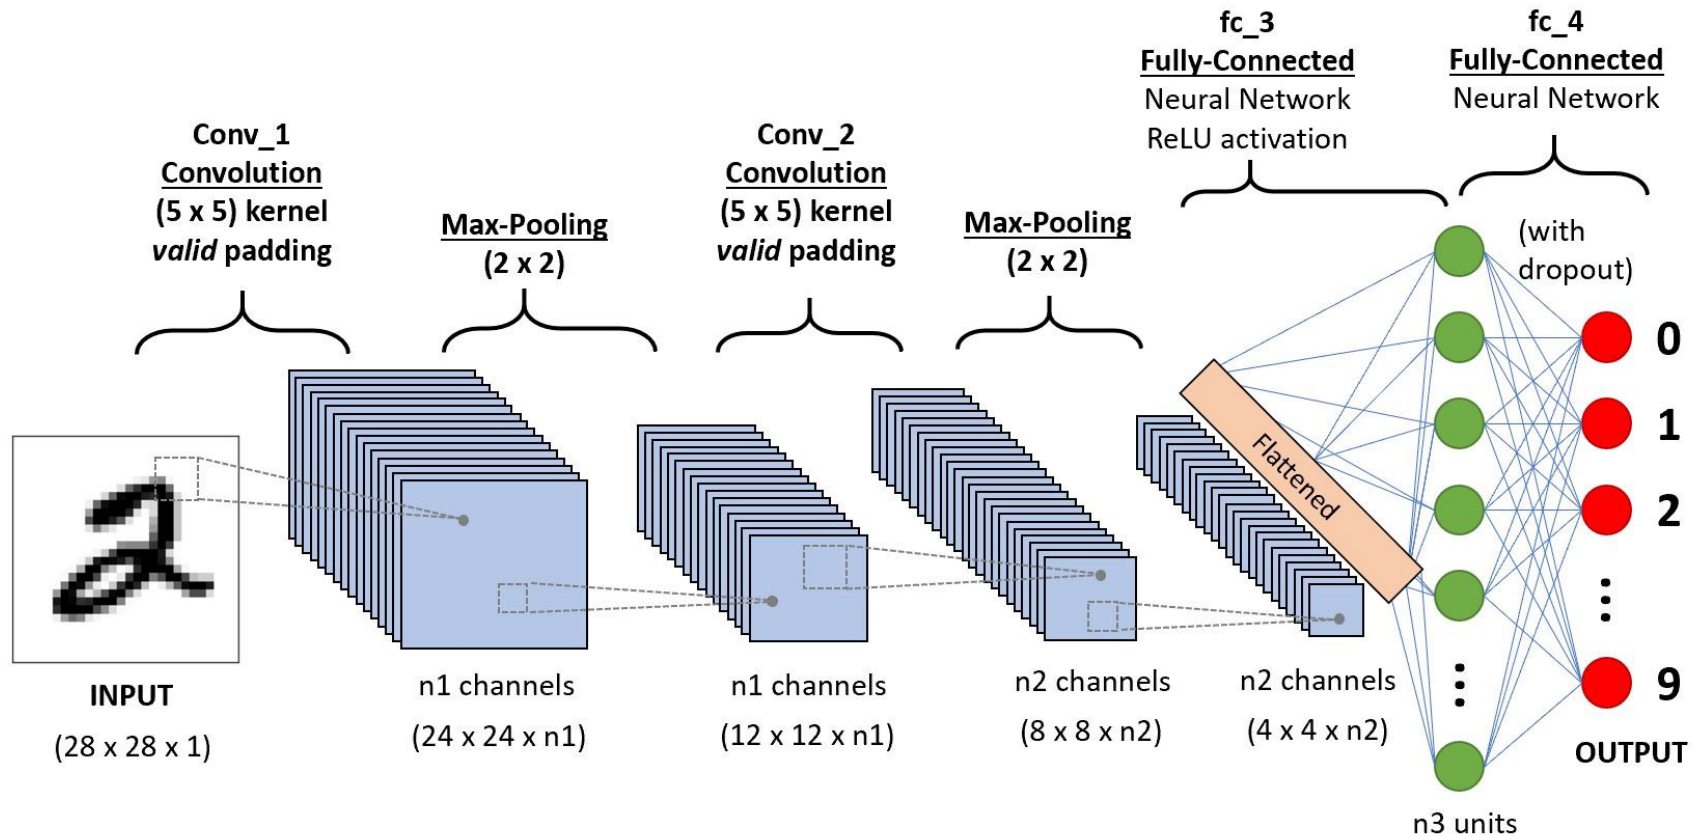 Conv_1
Convolution
(5 x 5) kernel
valid padding
Max-Pooling
(2 x 2)
Conv_2
Convolution
(5 x 5) kernel
valid padding
Max-Pooling
(2 x 2)
fc_3
Fully-Connected
Neural Network
ReLU activation
fc_4
Fully-Connected
Neural Network
(with
dropout)
Flattened
0
1
2
9
INPUT
(28 x 28 x 1)
n1 channels
(24 x 24 x n1)
n1 channels
(12 x 12 x n1)
n2 channels
(8 x 8 x n2)
n2 channels
(4 x 4 x n2)
n3 units
OUTPUT